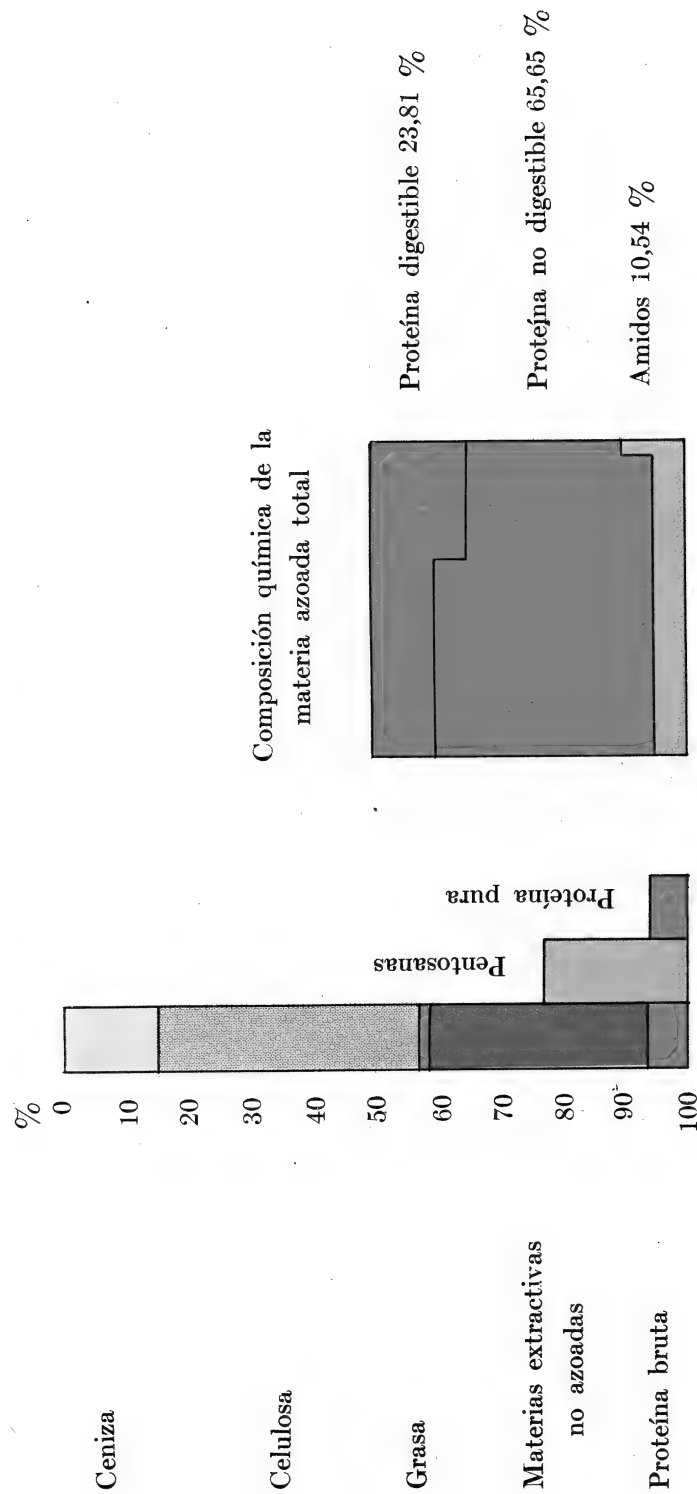 Ceniza
Celulosa
Grasa
Materias extractivas
no azoadas
Proteína bruta
%
0
10
20
30
40
50
60
70
80
90
100
Pentosanas
Proteína pura
Composición química de la
materia azoada total
Proteína digestible 23,81 %
Proteína no digestible 65,65 %
Amidos 10,54 %